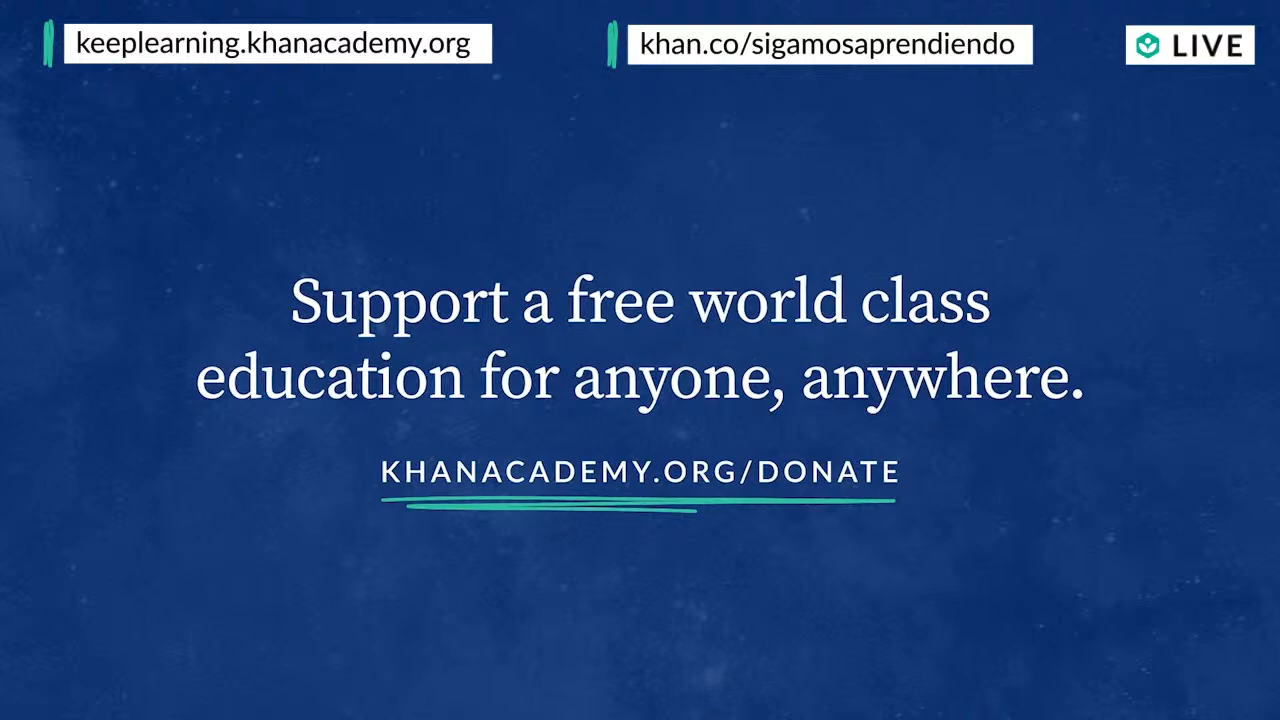 keeplearning.khanacademy.org
khan.co/sigamosaprendiendo
LIVE
Support a free world class
education for anyone, anywhere.
KHANACADEMY.ORG/DONATE